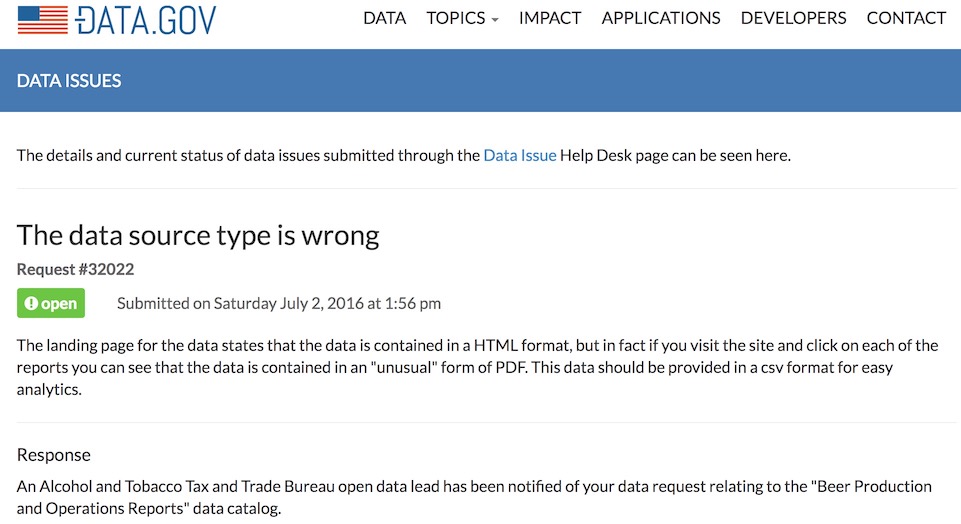 DATA.GOV
DATA TOPICS IMPACT APPLICATIONS DEVELOPERS CONTACT
DATA ISSUES
The details and current status of data issues submitted through the Data Issue Help Desk page can be seen here.
The data source type is wrong
Request #32022
open Submitted on Saturday July 2, 2016 at 1:56 pm
The landing page for the data states that the data is contained in a HTML format, but in fact if you visit the site and click on each of the
reports you can see that the data is contained in an "unusual" form of PDF. This data should be provided in a csv format for easy
analytics.
Response
An Alcohol and Tobacco Tax and Trade Bureau open data lead has been notified of your data request relating to the "Beer Production
and Operations Reports" data catalog.